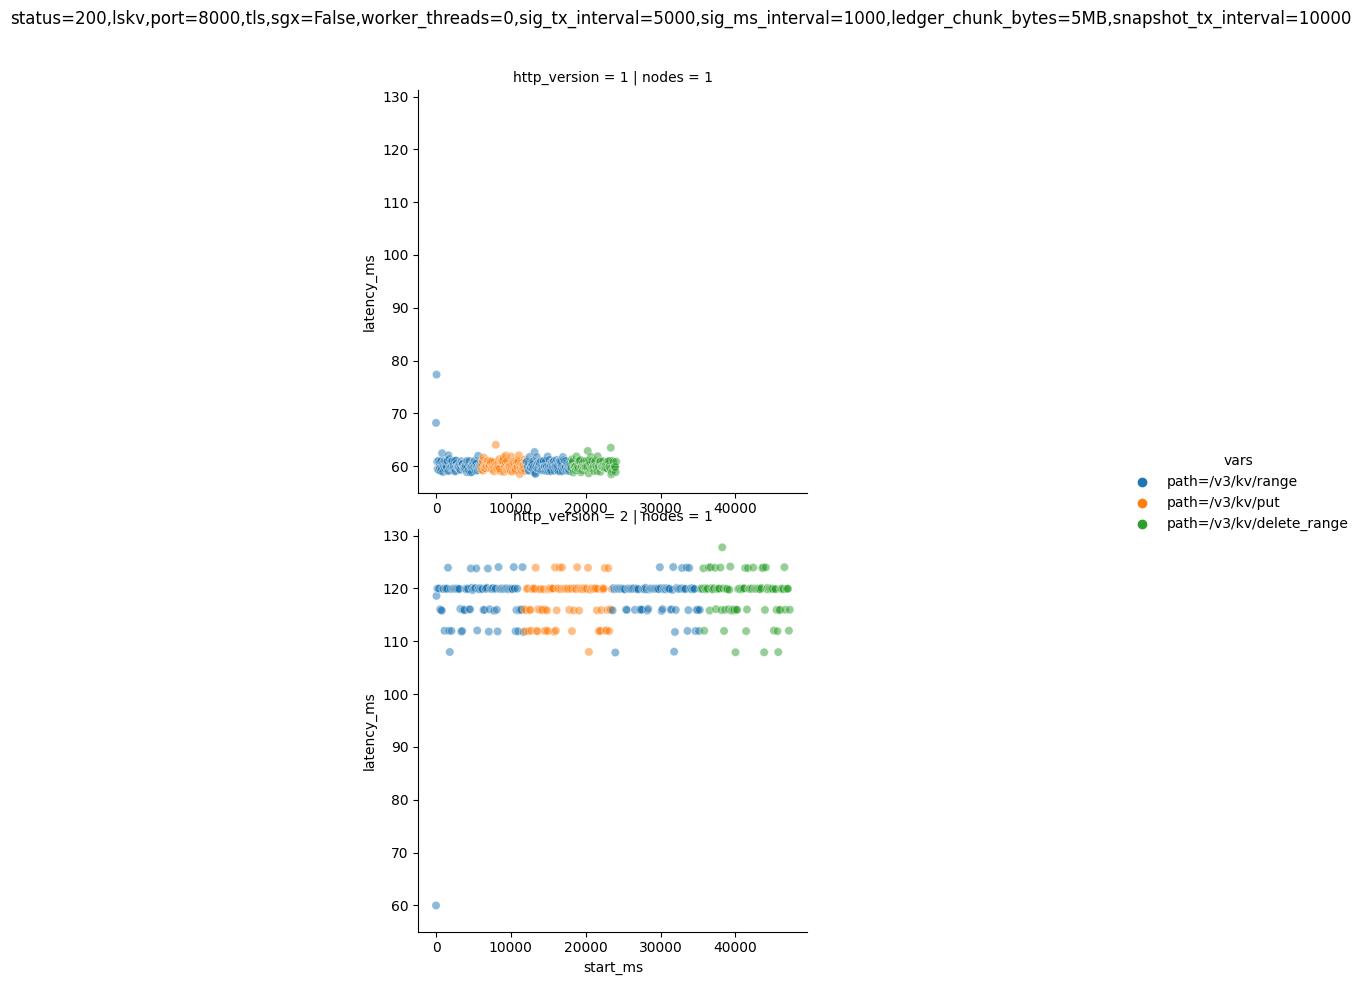 status=200,lskv,port=8000,tls,sgx=False,worker_threads=0,sig_tx_interval=5000,sig_ms_interval=1000,ledger_chunk_bytes=5MB,snapshot_tx_interval=10000
http_version = 1 | nodes = 1
130
120
110
100
90
80
70
60
latency_ms
0 10000 20000 30000 40000
http_version = 2 | nodes = 1
130
120
110
100
90
80
70
60
latency_ms
0 10000 20000 30000 40000
start_ms
vars
path=/v3/kv/range
path=/v3/kv/put
path=/v3/kv/delete_range